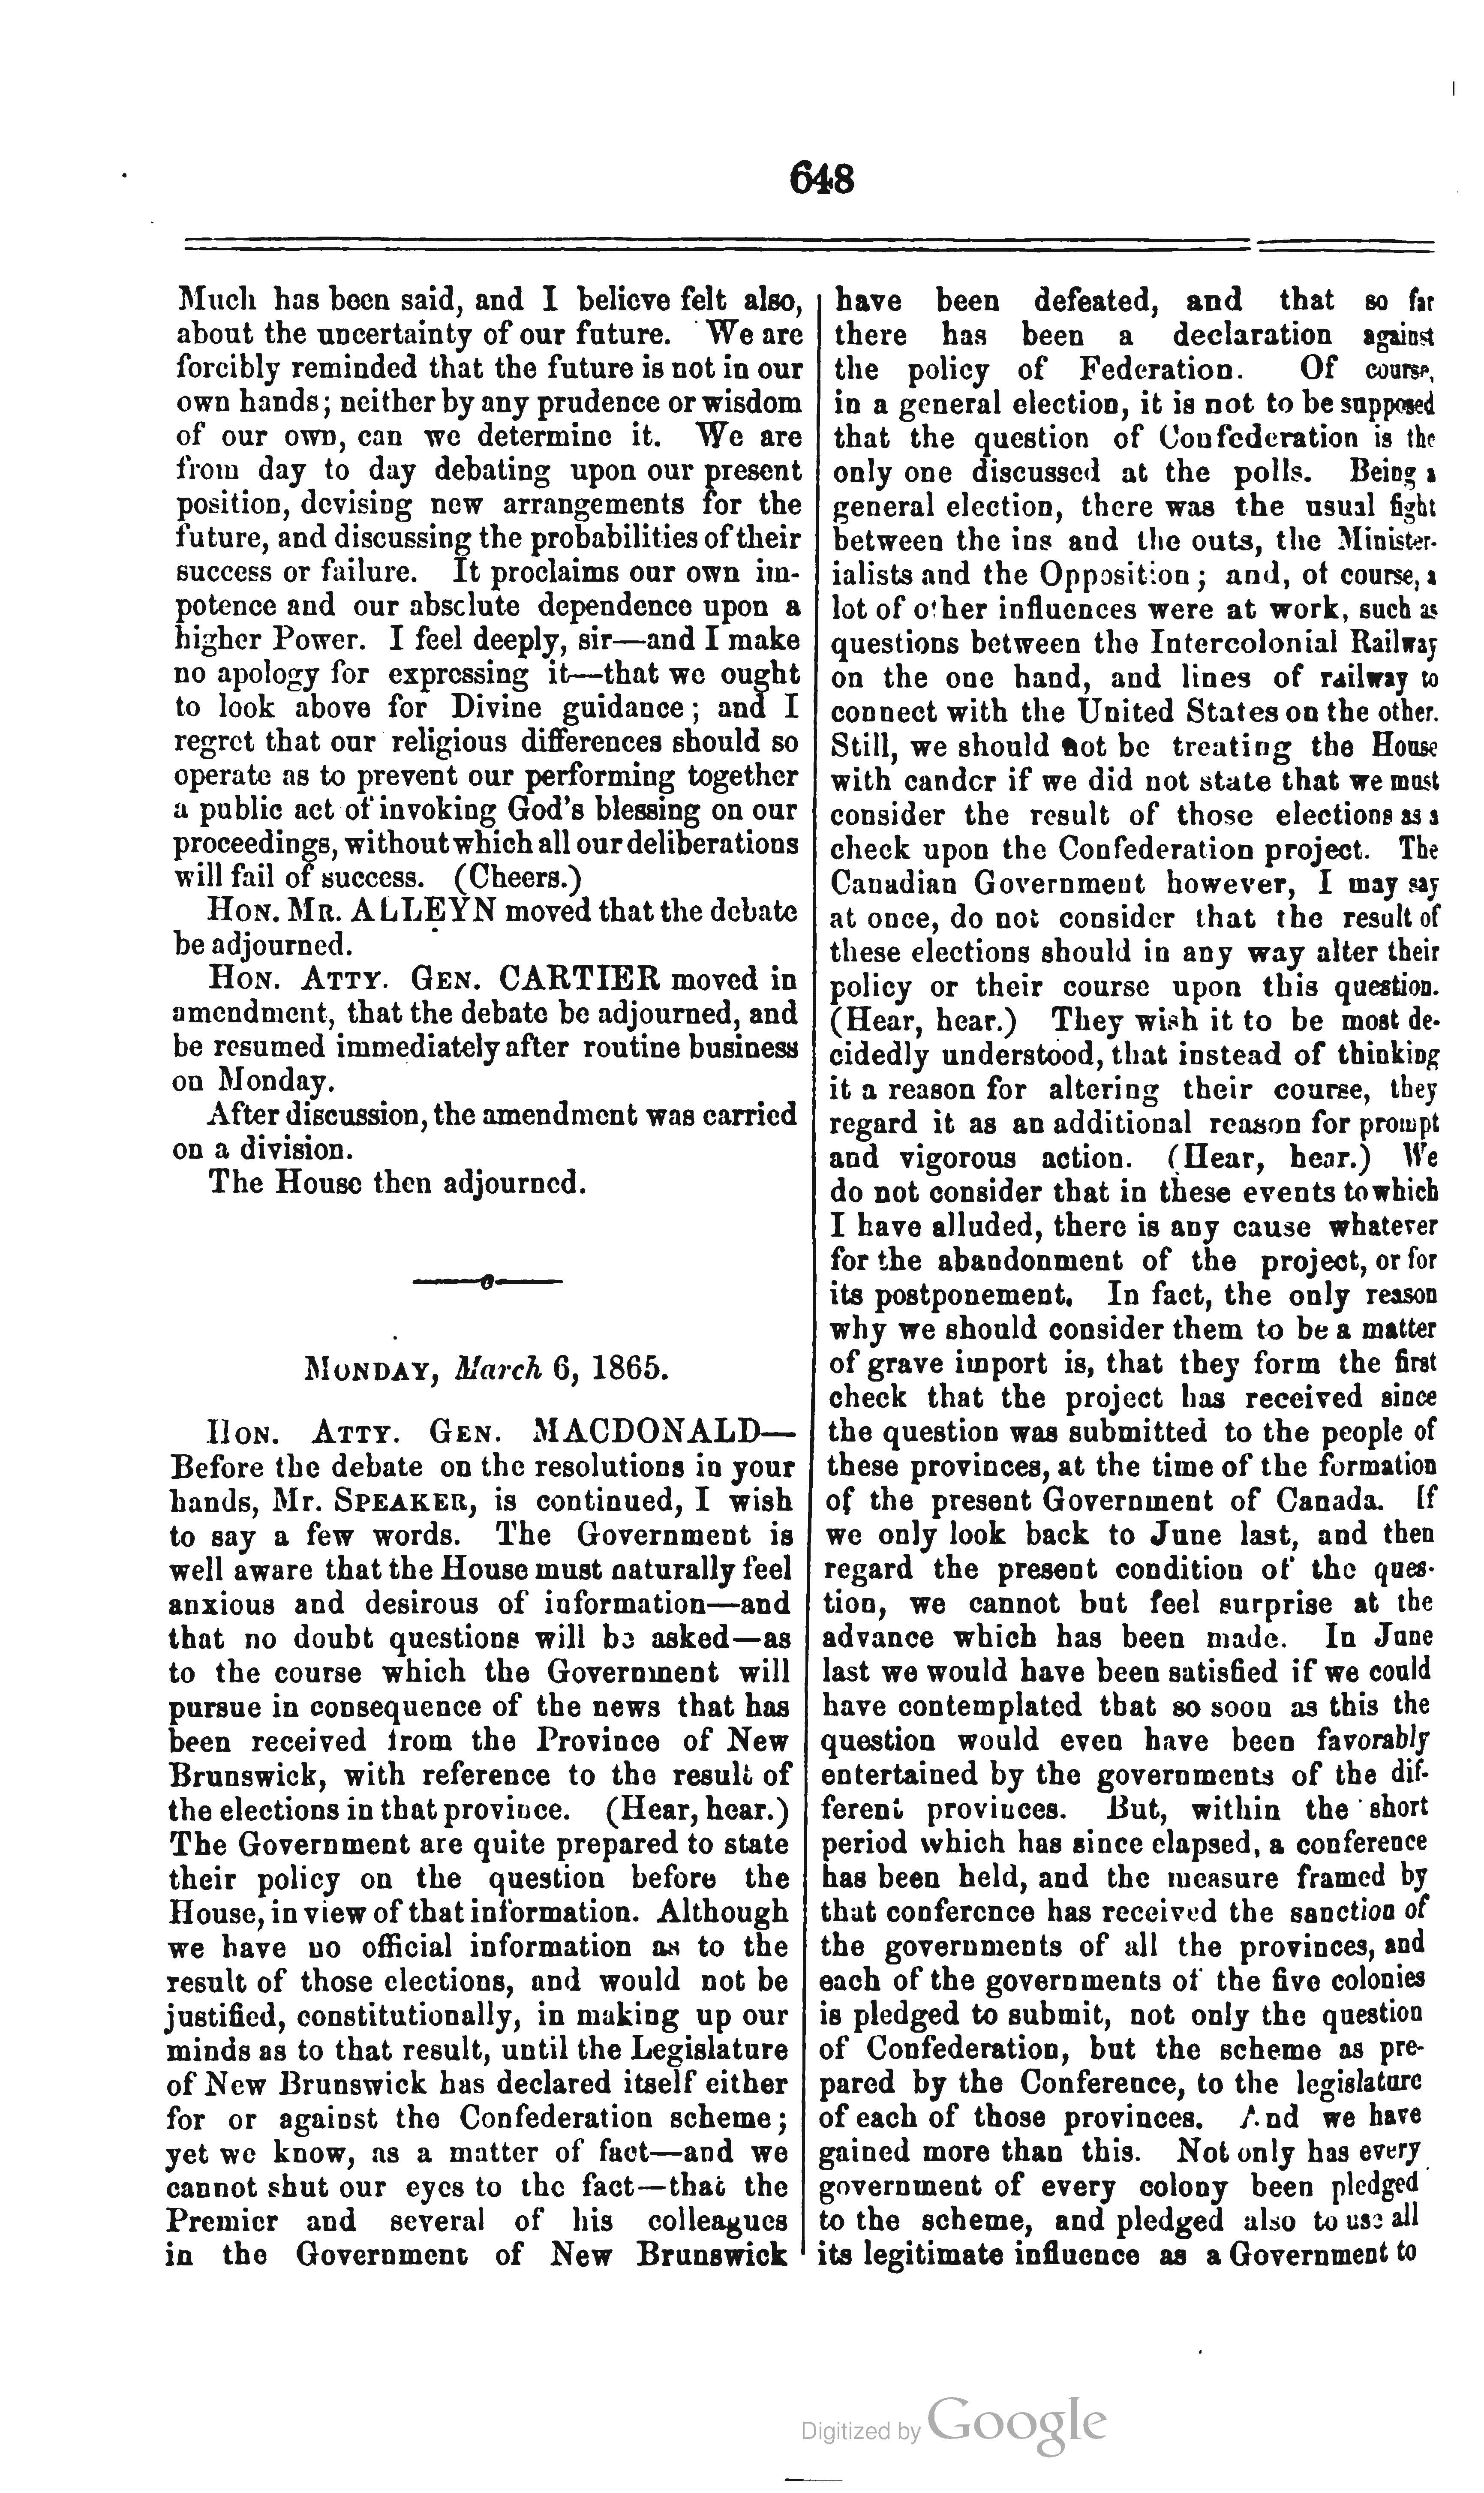 648
Much has been said, and I believe felt also,
about the uncertainty of our future. We are
forcibly reminded that the future is not in our
own hands; neither by any prudence or wisdom
of our own, can we determine it. We are
from day to day debating upon our present
position, devising new arrangements for the
future, and discussing the probabilities of their
success or failure. It proclaims our own im-
potence and our absolute dependence upon a
higher Power. I feel deeply, sir—and I make
no apology for expressing it—that we ought
to look above for Divine guidance; and I
regret that our religious differences should so
operate as to prevent our performing together
a public act of invoking God's blessing on our
proceedings, without which all our deliberations
will fail of success. (Cheers.)
HON. MR. ALLEYN moved that the debate
be adjourned.
HON. ATTY. GEN. CARTIER moved in
amendment, that the debate be adjourned, and
be resumed immediately after routine business
on Monday.
After discussion, the amendment was carried
on a division.
The House then adjourned.
MONDAY, March 6, 1865.
HON. ATTY. GEN. MACDONALD—
Before the debate on the resolutions in your
hands, Mr. SPEAKER, is continued, I wish
to say a few words. The Government is
well aware that the House must naturally feel
anxious and desirous of information—and
that no doubt questions will be asked—as
to the course which the Government will
pursue in consequence of the news that has
been received from the Province of New
Brunswick, with reference to the result of
the elections in that province. (Hear, hear.)
The Government are quite prepared to state
their policy on the question before the
House, in view of that information. Although
we have no official information as to the
result of those elections, and would not be
justified, constitutionally, in making up our
minds as to that result, until the Legislature
of New Brunswick has declared itself either
for or against the Confederation scheme;
yet we know, as a matter of fact—and we
cannot shut our eyes to the fact—that the
Premier and several of his colleagues
in the Government of New Brunswick
have been defeated, and that so far
there has been a declaration against
the policy of Federation. Of course,
in a general election, it is not to be supposed
that the question of Confederation is the
only one discussed at the polls. Being a
general election, there was the usual fight
between the ins and the outs, the Minister-
ialists and the Opposition; and, of course, a
lot of other influences were at work, such as
questions between the Intercolonial Railway
on the one hand, and lines of railway to
connect with the United States on the other.
Still, we should not be treating the House
with candor if we did not state that we must
consider the result of those elections as a
check upon the Confederation project. The
Canadian Government however, I may say
at once, do not consider that the result of
these elections should in any way alter their
policy or their course upon this question.
(Hear, hear.) They wish it to be most de-
cidedly understood, that instead of thinking
it a reason for altering their course, they
regard it as an additional reason for prompt
and vigorous action. (Hear, hear.) We
do not consider that in these events to which
I have alluded, there is any cause whatever
for the abandonment of the project, or for
its postponement. In fact, the only reason
why we should consider them to be a matter
of grave import is, that they form the first
check that the project has received since
the question was submitted to the people of
these provinces, at the time of the formation
of the present Government of Canada. If
we only look back to June last, and then
regard the present condition of the ques-
tion, we cannot but feel surprise at the
advance which has been made. In June
last we would have been satisfied if we could
have contemplated that so soon as this the
question would even have been favorably
entertained by the governments of the dif-
ferent provinces. But, within the short
period which has since elapsed, a conference
has been held, and the measure framed by
that conference has received the sanction of
the governments of all the provinces, and
each of the governments of the five colonies
is pledged to submit, not only the question
of Confederation, but the scheme as pre-
pared by the Conference, to the legislature
of each of those provinces. And we have
gained more than this. Not only has every
government of every colony been pledged
to the scheme, and pledged also to use all
its legitimate influence as a Government to
Digitized by Google